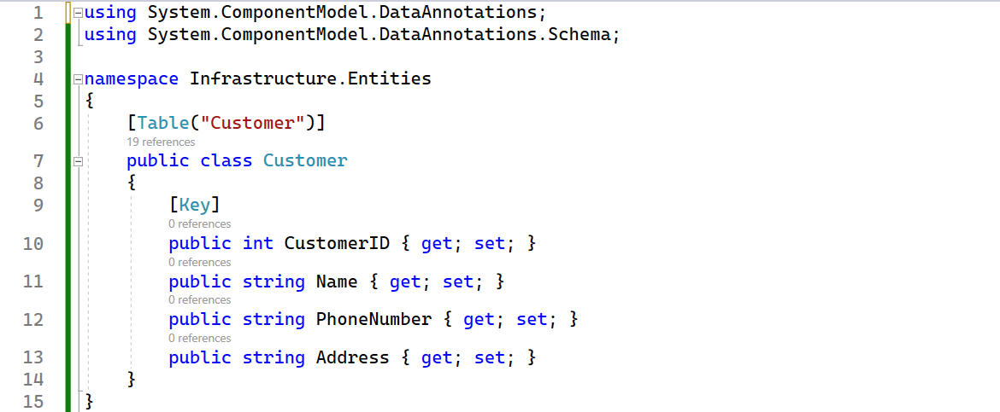 1 using System.ComponentModel.DataAnnotations;
2 using System.ComponentModel.DataAnnotations.Schema;
3
4 namespace Infrastructure.Entities
5 {
6 [Table("Customer")]
19 references
7 public class Customer
8 {
9 [Key]
0 references
10 public int CustomerID { get; set; }
0 references
11 public string Name { get; set; }
0 references
12 public string PhoneNumber { get; set; }
0 references
13 public string Address { get; set; }
14 }
15 }